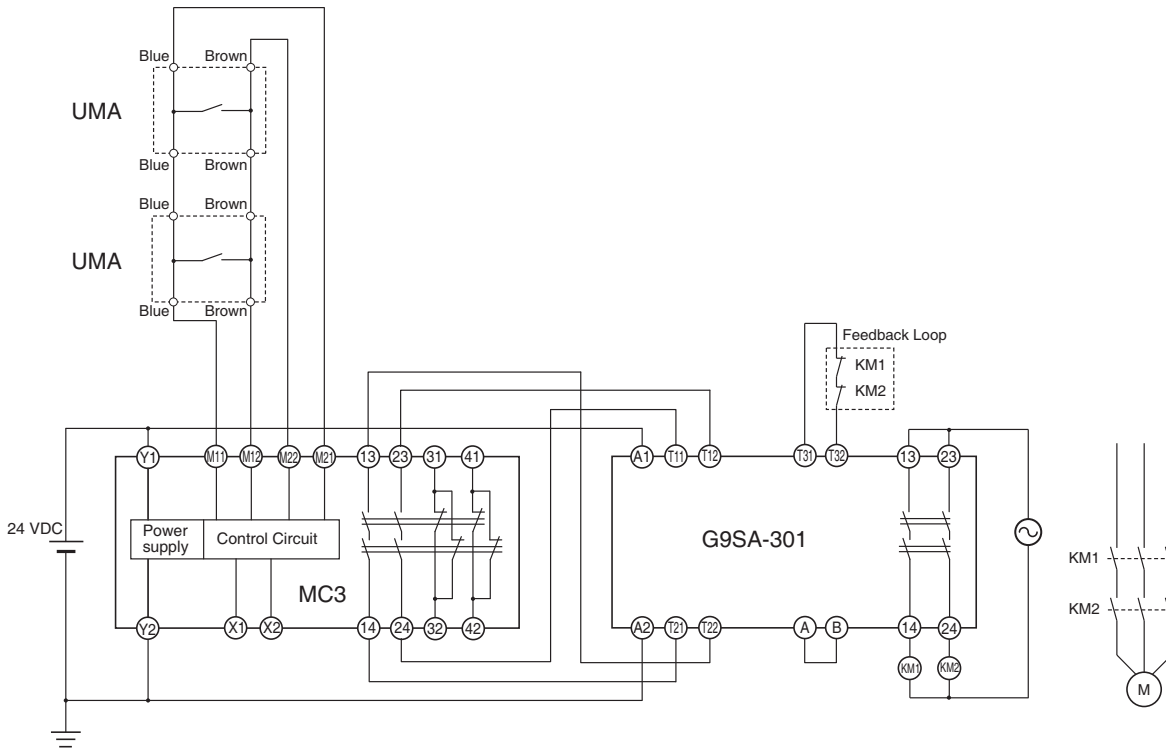 Blue Brown
UMA
Blue Brown
Blue Brown
UMA
Blue Brown
Feedback Loop
KM1
KM2
Y1 M11 M12 M22 M21 13 23 31 41
A1 T11 T12 T31 T32 13 23
24 VDC
Power supply
Control Circuit
MC3
G9SA-301
KM1
KM2
Y2 X1 X2 14 24 32 42
A2 T21 T22 A B 14 24
KM1 KM2
M